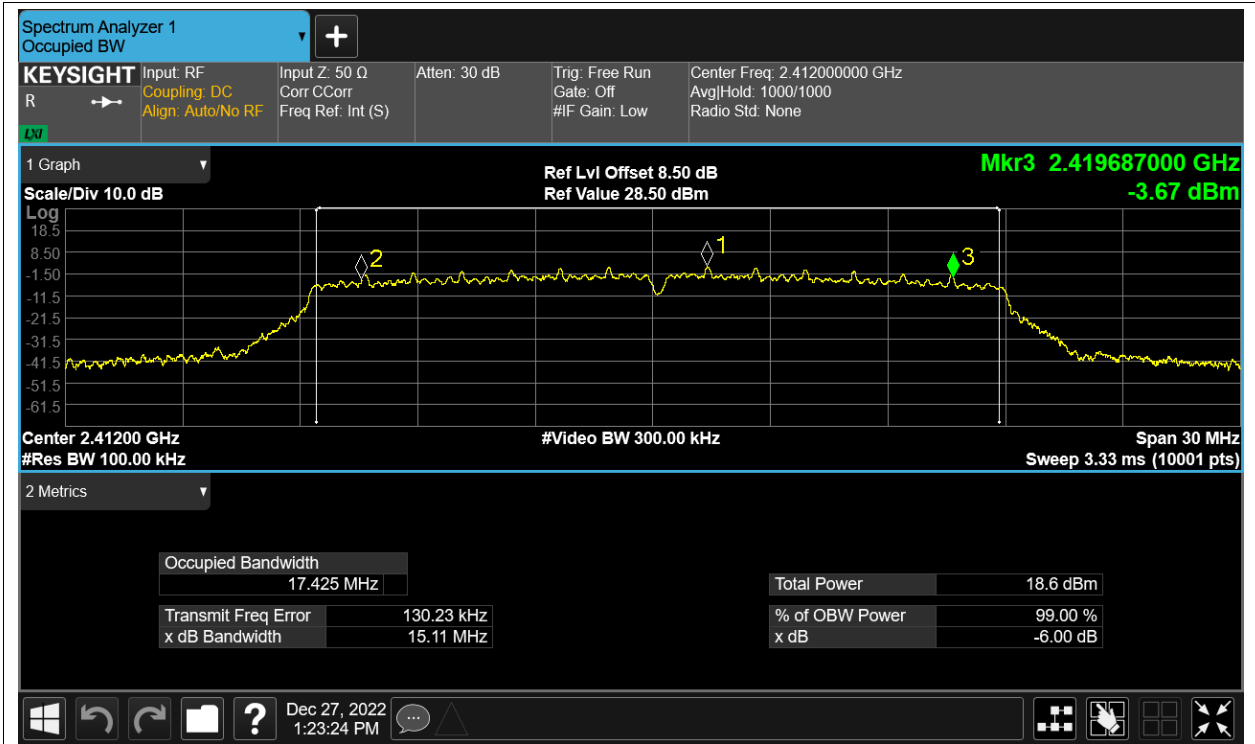 Spectrum Analyzer 1
Occupied BW
KEYSIGHT
R
LXI
Input: RF
Coupling: DC
Align: Auto/No RF
Input Z: 50 Ω
Corr CCorr
Freq Ref: Int (S)
Atten: 30 dB
Trig: Free Run
Gate: Off
#IF Gain: Low
Center Freq: 2.412000000 GHz
Avg|Hold: 1000/1000
Radio Std: None
1 Graph
Scale/Div 10.0 dB
Ref Lvl Offset 8.50 dB
Ref Value 28.50 dBm
Mkr3 2.419687000 GHz
-3.67 dBm
Log
18.5
8.50
-1.50
-11.5
-21.5
-31.5
-41.5
-51.5
-61.5
2
1
3
Center 2.41200 GHz
#Res BW 100.00 kHz
#Video BW 300.00 kHz
Span 30 MHz
Sweep 3.33 ms (10001 pts)
2 Metrics
Occupied Bandwidth
17.425 MHz
Transmit Freq Error 130.23 kHz
x dB Bandwidth 15.11 MHz
Total Power 18.6 dBm
% of OBW Power 99.00 %
x dB -6.00 dB
?
Dec 27, 2022
1:23:24 PM